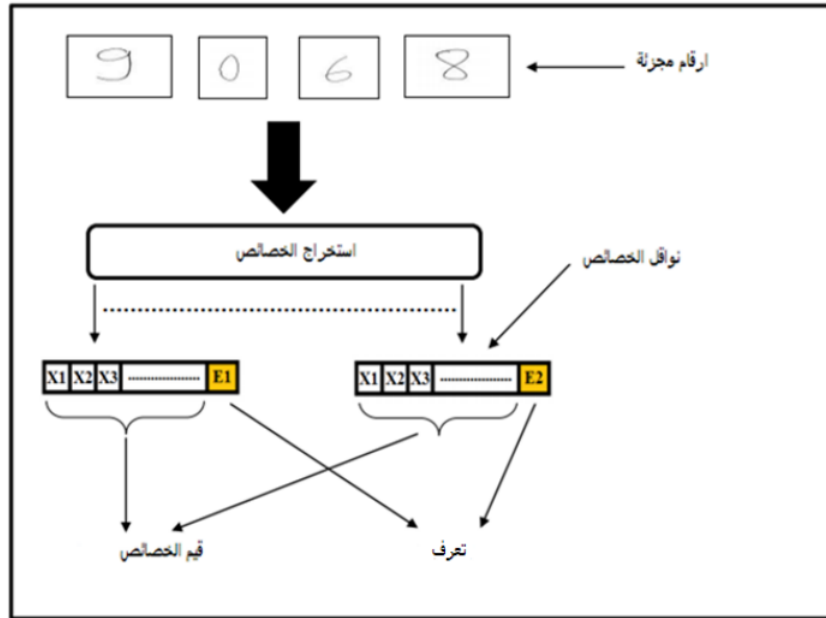 9 0 6 8
ارقام مجزئة
استخراج الخصائص
نواقل الخصائص
X1 X2 X3 ..................... E1
X1 X2 X3 ..................... E2
قيم الخصائص
تعرف